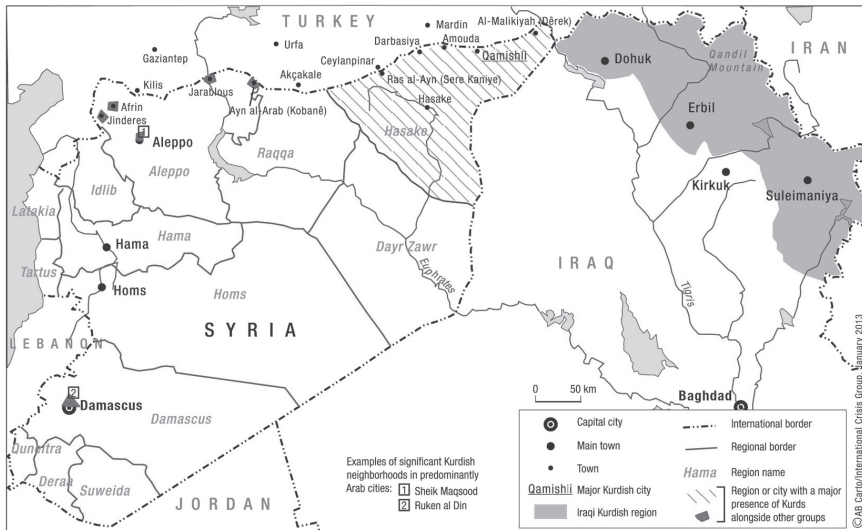 TURKEY
Mardin
Al-Malikiyah (Dêrek)
Gaziantep
Urfa
Darbasiya
Amouda
Qamishli
Dohuk
Qandil
Mountain
IRAN
Ceylanpinar
Kilis
Jarablous
Akçakale
Ras al-Ayn (Sere Kaniye)
Afrin
Ayn al-Arab (Kobanê)
Hasake
Erbil
Jinderes
1
Aleppo
Hasake
Raqqa
Aleppo
Idlib
Kirkuk
Suleimaniya
Latakia
Hama
Hama
Dayr Zawr
Tartus
Euphrates
IRAQ
Homs
Homs
Tigris
SYRIA
LEBANON
0 50 km
Baghdad
2
Damascus
Damascus
Quneitra
Deraa
Suweida
JORDAN
Examples of significant Kurdish
neighborhoods in predominantly
Arab cities: 1 Sheik Maqsood
2 Ruken al Din
Capital city
Main town
Town
Qamishli Major Kurdish city
Iraqi Kurdish region
International border
Regional border
Hama Region name
Region or city with a major
presence of Kurds
alongside other groups
©AB Carto/International Crisis Group, January 2013